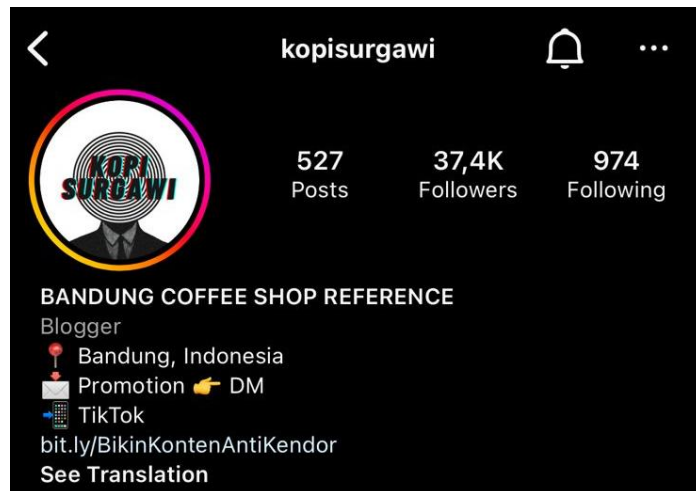 kopisurgawi
KOPI
SURGAWI
527 37,4K 974
Posts Followers Following
BANDUNG COFFEE SHOP REFERENCE
Blogger
📍 Bandung, Indonesia
📩 Promotion 👉 DM
📲 TikTok
bit.ly/BikinKontenAntiKendor
See Translation